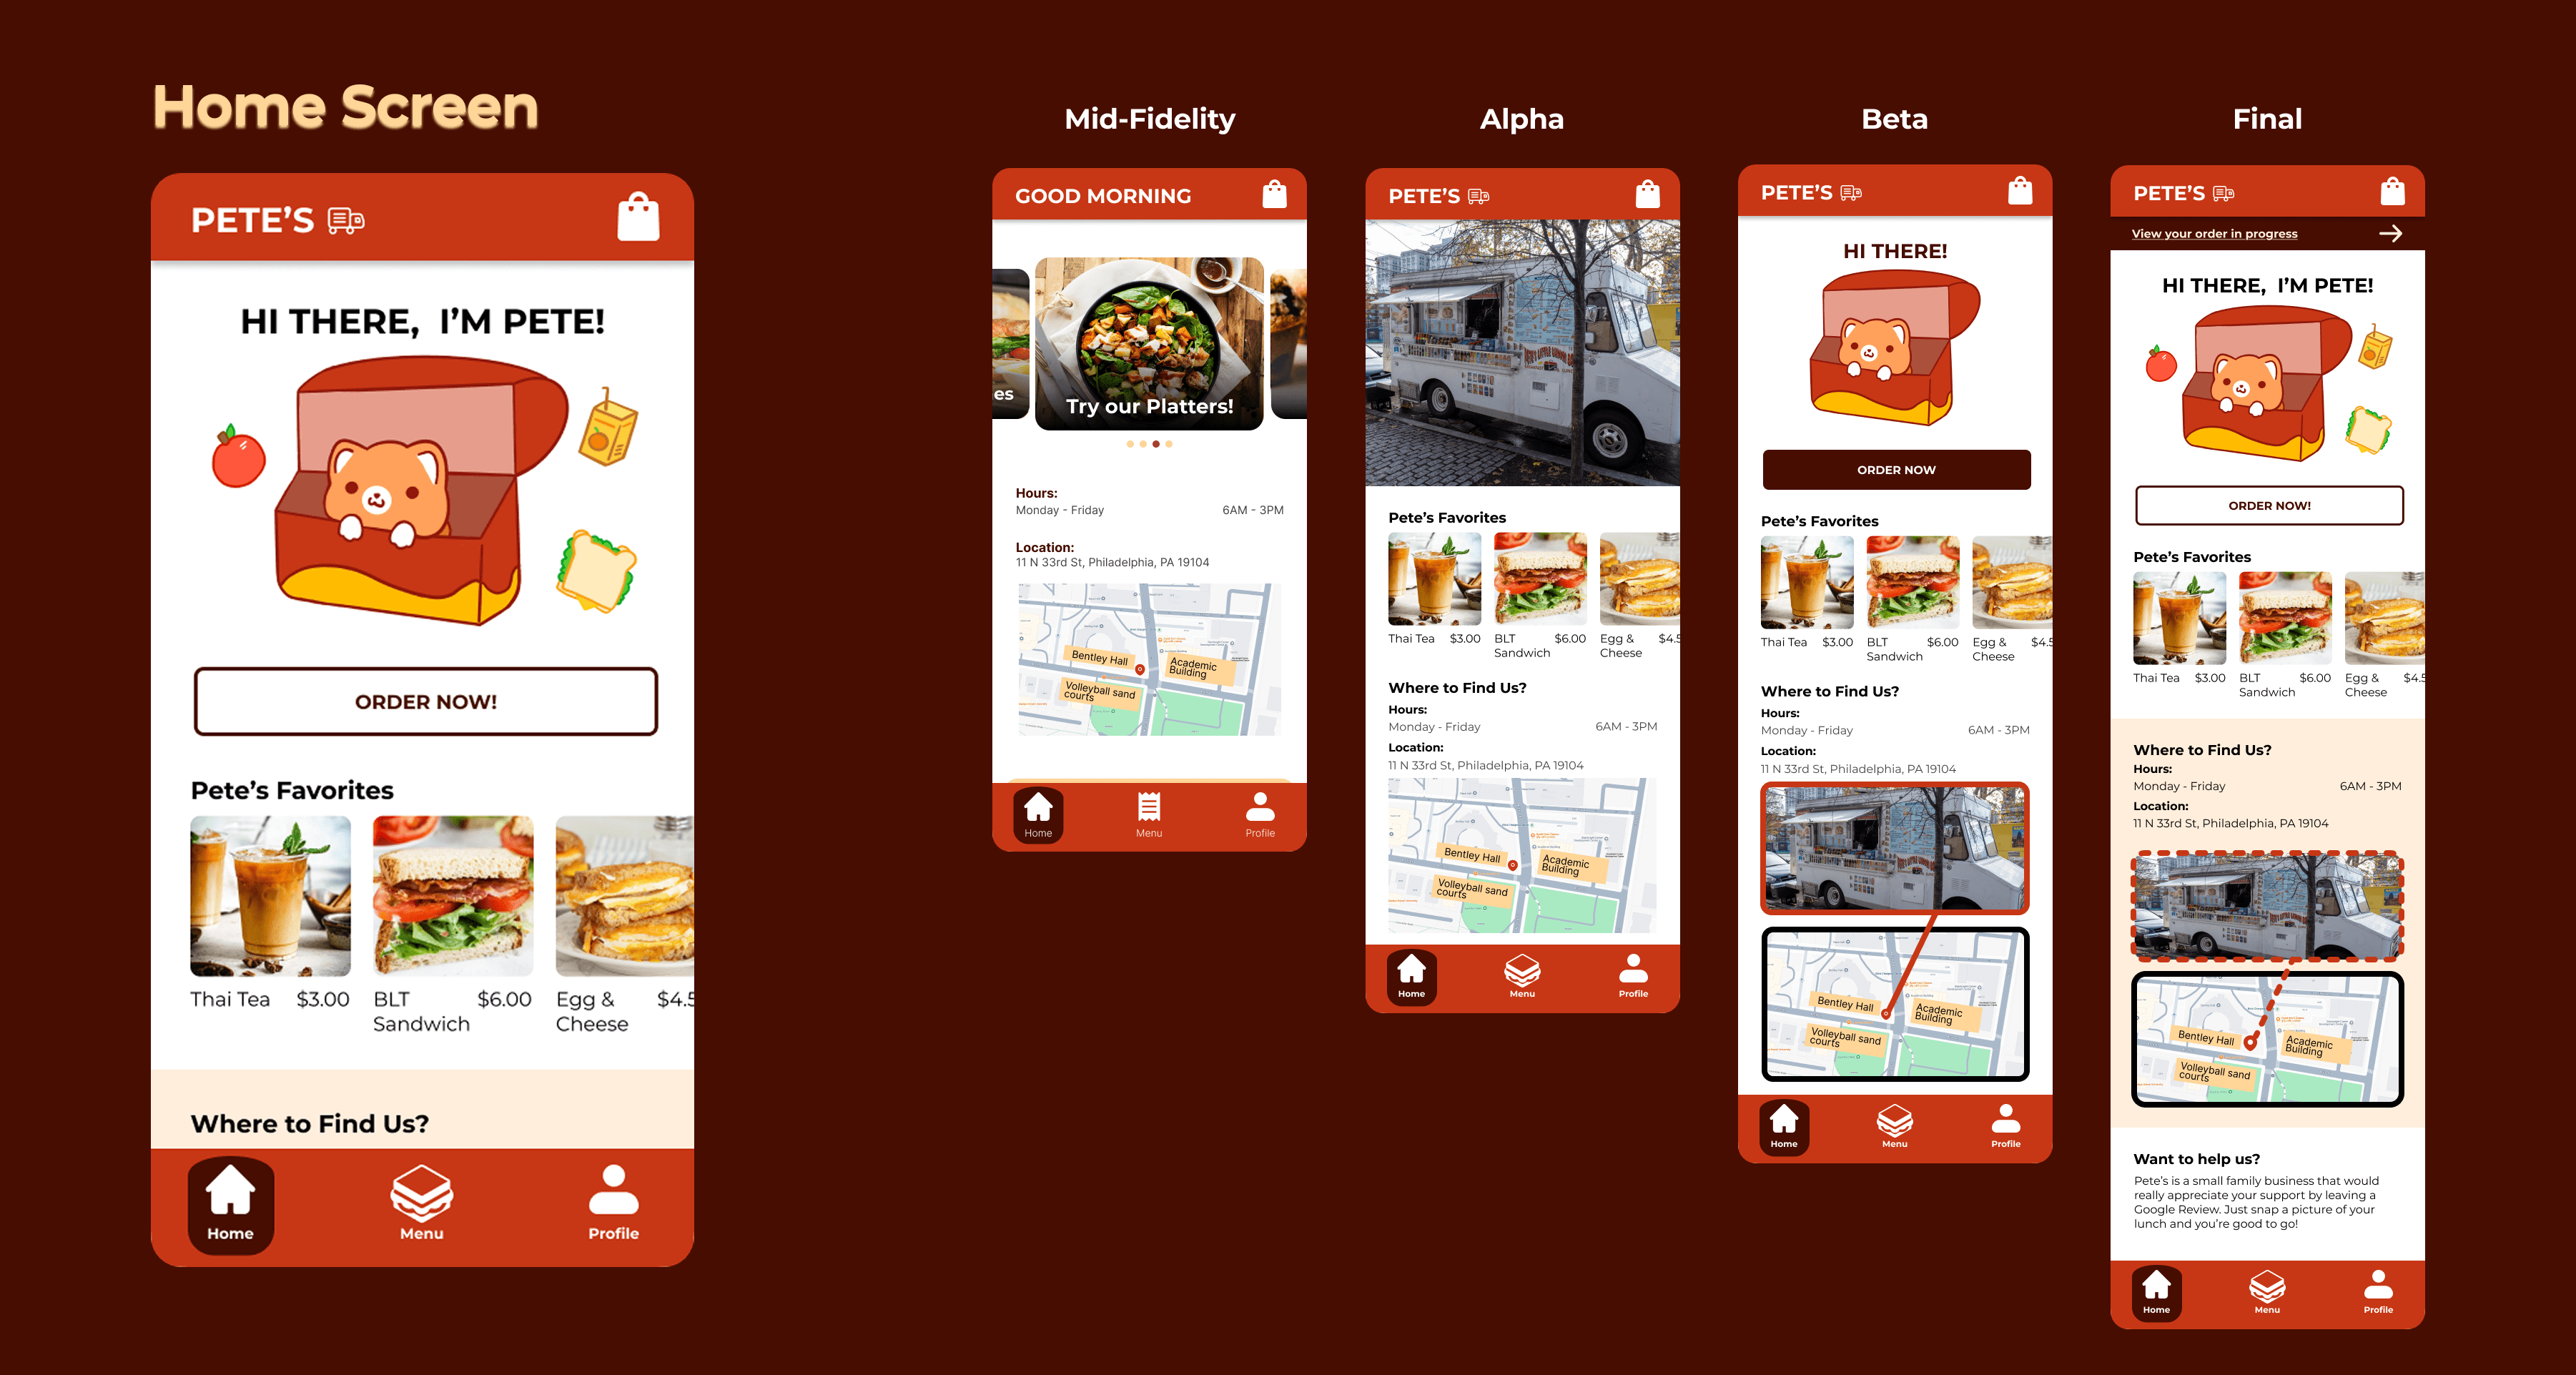 Home Screen
PETE'S
HI THERE, I'M PETE!
ORDER NOW!
Pete's Favorites
Thai Tea $3.00
BLT Sandwich $6.00
Egg & Cheese $4.5
Where to Find Us?
Home
Menu
Profile
Mid-Fidelity
GOOD MORNING
es
Try our Platters!
Hours:
Monday - Friday 6AM - 3PM
Location:
11 N 33rd St, Philadelphia, PA 19104
Bentley Hall
Academic
Building
Volleyball sand
courts
Home
Menu
Profile
Alpha
PETE'S
Pete's Favorites
Thai Tea $3.00
BLT Sandwich $6.00
Egg & Cheese $4.5
Where to Find Us?
Hours:
Monday - Friday 6AM - 3PM
Location:
11 N 33rd St, Philadelphia, PA 19104
Bentley Hall
Academic
Building
Volleyball sand
courts
Home
Menu
Profile
Beta
PETE'S
HI THERE!
ORDER NOW
Pete's Favorites
Thai Tea $3.00
BLT Sandwich $6.00
Egg & Cheese $4.5
Where to Find Us?
Hours:
Monday - Friday 6AM - 3PM
Location:
11 N 33rd St, Philadelphia, PA 19104
Bentley Hall
Academic
Building
Volleyball sand
courts
Home
Menu
Profile
Final
PETE'S
View your order in progress
HI THERE, I'M PETE!
ORDER NOW!
Pete's Favorites
Thai Tea $3.00
BLT Sandwich $6.00
Egg & Cheese $4.5
Where to Find Us?
Hours:
Monday - Friday 6AM - 3PM
Location:
11 N 33rd St, Philadelphia, PA 19104
Bentley Hall
Academic
Building
Volleyball sand
courts
Want to help us?
Pete's is a small family business that would
really appreciate your support by leaving a
Google Review. Just snap a picture of your
lunch and you're good to go!
Home
Menu
Profile